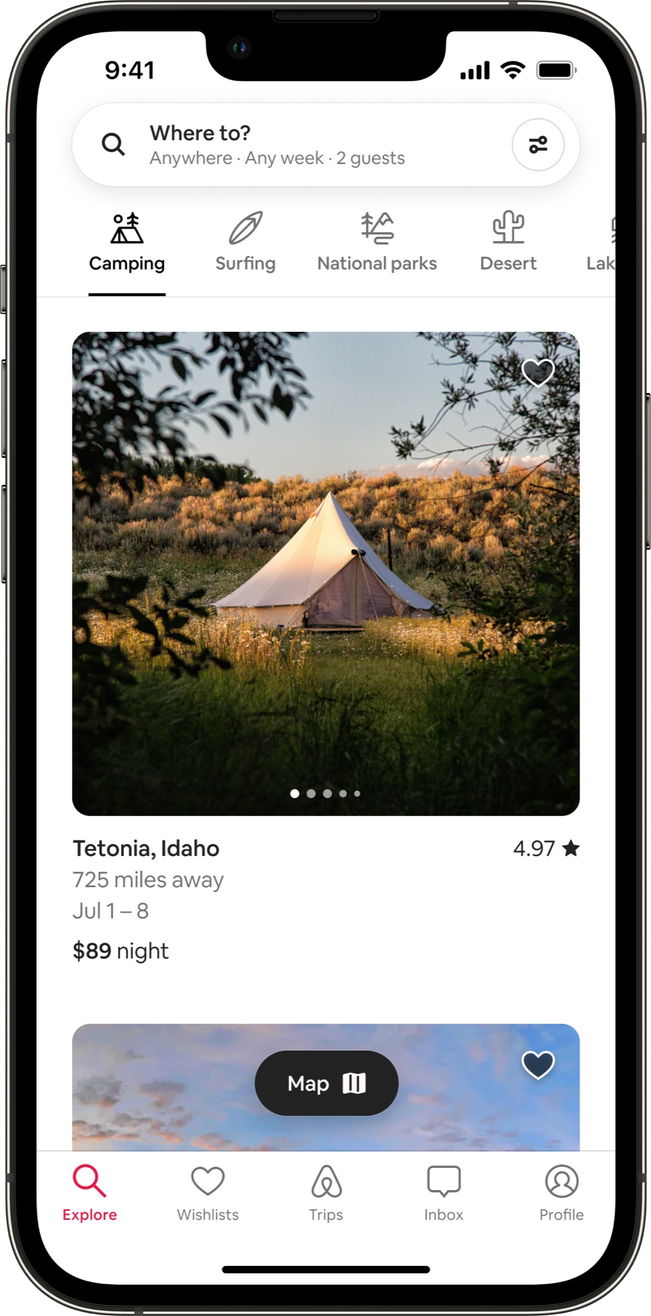 9:41
Where to?
Anywhere · Any week · 2 guests
Camping Surfing National parks Desert Lak
Tetonia, Idaho 4.97 ★
725 miles away
Jul 1 – 8
$89 night
Map
Explore Wishlists Trips Inbox Profile